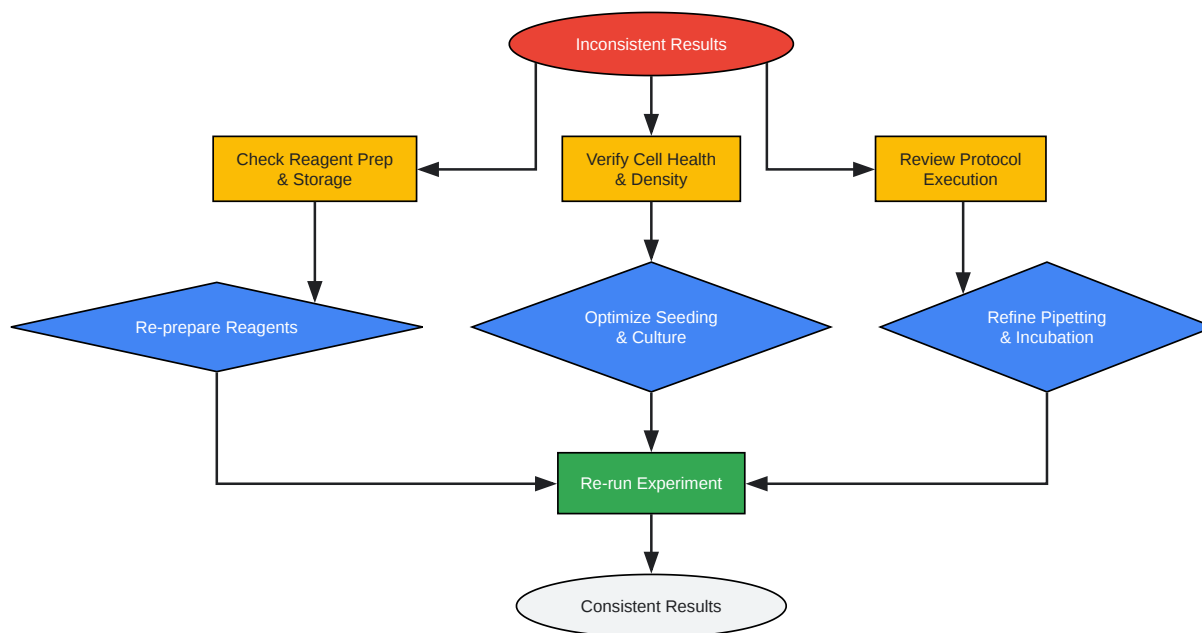 Inconsistent Results
Check Reagent Prep
& Storage
Verify Cell Health
& Density
Review Protocol
Execution
Re-prepare Reagents
Optimize Seeding
& Culture
Refine Pipetting
& Incubation
Re-run Experiment
Consistent Results